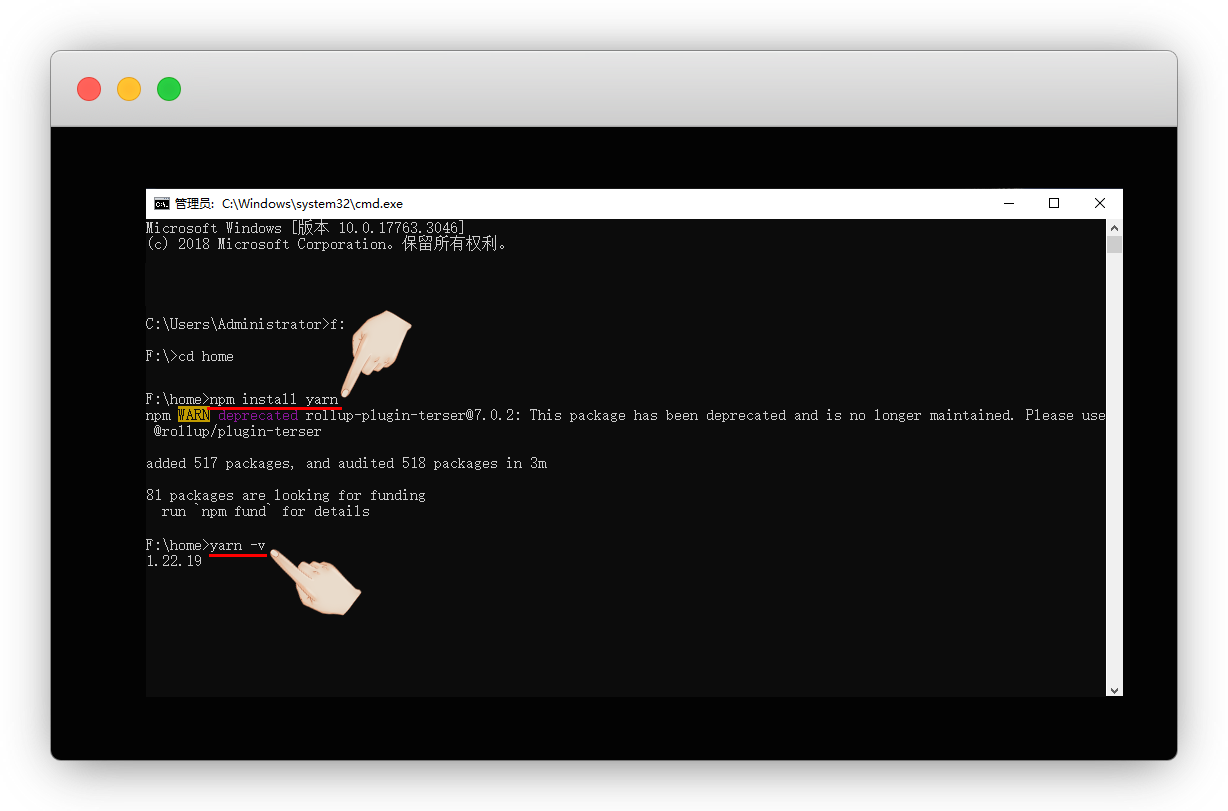 管理员: C:\Windows\system32\cmd.exe
Microsoft Windows [版本 10.0.17763.3046]
(c) 2018 Microsoft Corporation。保留所有权利。
C:\Users\Administrator>f:
F:\>cd home
F:\home>npm install yarn
npm WARN deprecated rollup-plugin-terser@7.0.2: This package has been deprecated and is no longer maintained. Please use
@rollup/plugin-terser
added 517 packages, and audited 518 packages in 3m
81 packages are looking for funding
run `npm fund` for details
F:\home>yarn -v
1.22.19